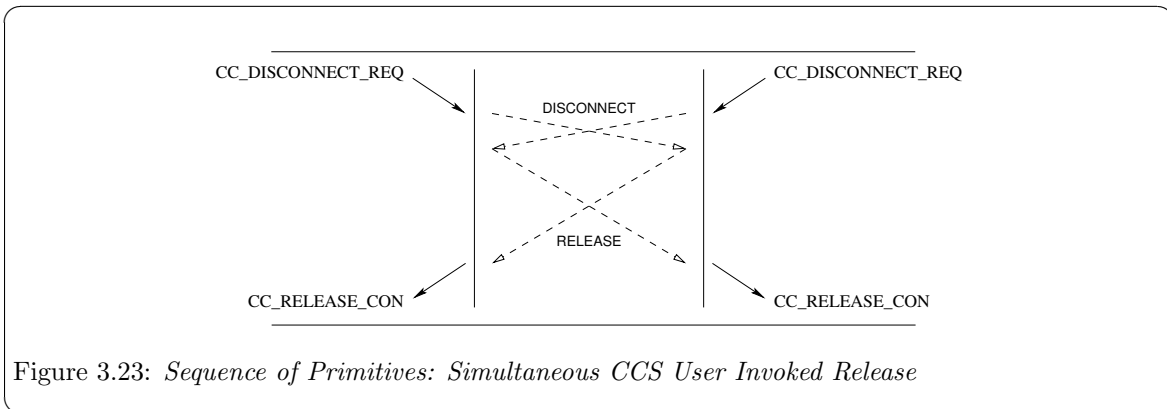 CC_DISCONNECT_REQ CC_DISCONNECT_REQ
DISCONNECT
RELEASE
CC_RELEASE_CON CC_RELEASE_CON
Figure 3.23: Sequence of Primitives: Simultaneous CCS User Invoked Release